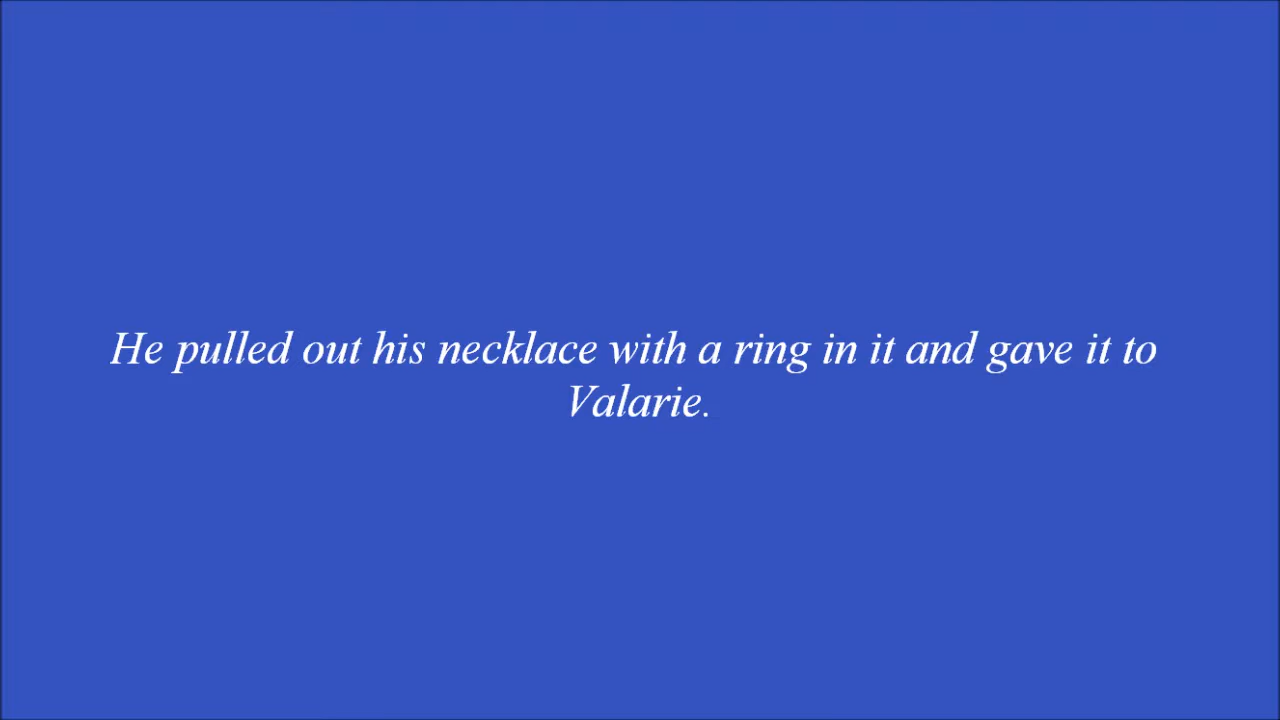 He pulled out his necklace with a ring in it and gave it to
Valarie.